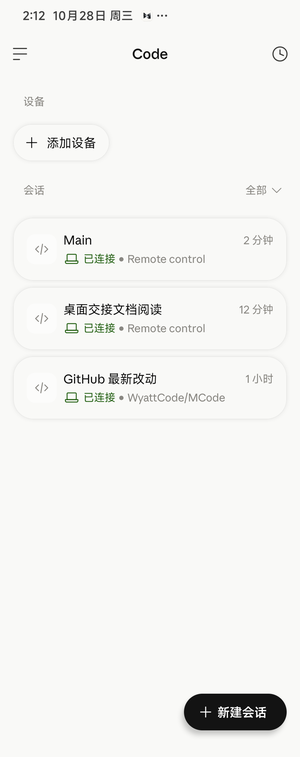 2:12 10月28日 周三 ···
Code
设备
+ 添加设备
会话 全部
</> Main 2 分钟
已连接 • Remote control
</> 桌面交接文档阅读 12 分钟
已连接 • Remote control
</> GitHub 最新改动 1 小时
已连接 • WyattCode/MCode
+ 新建会话